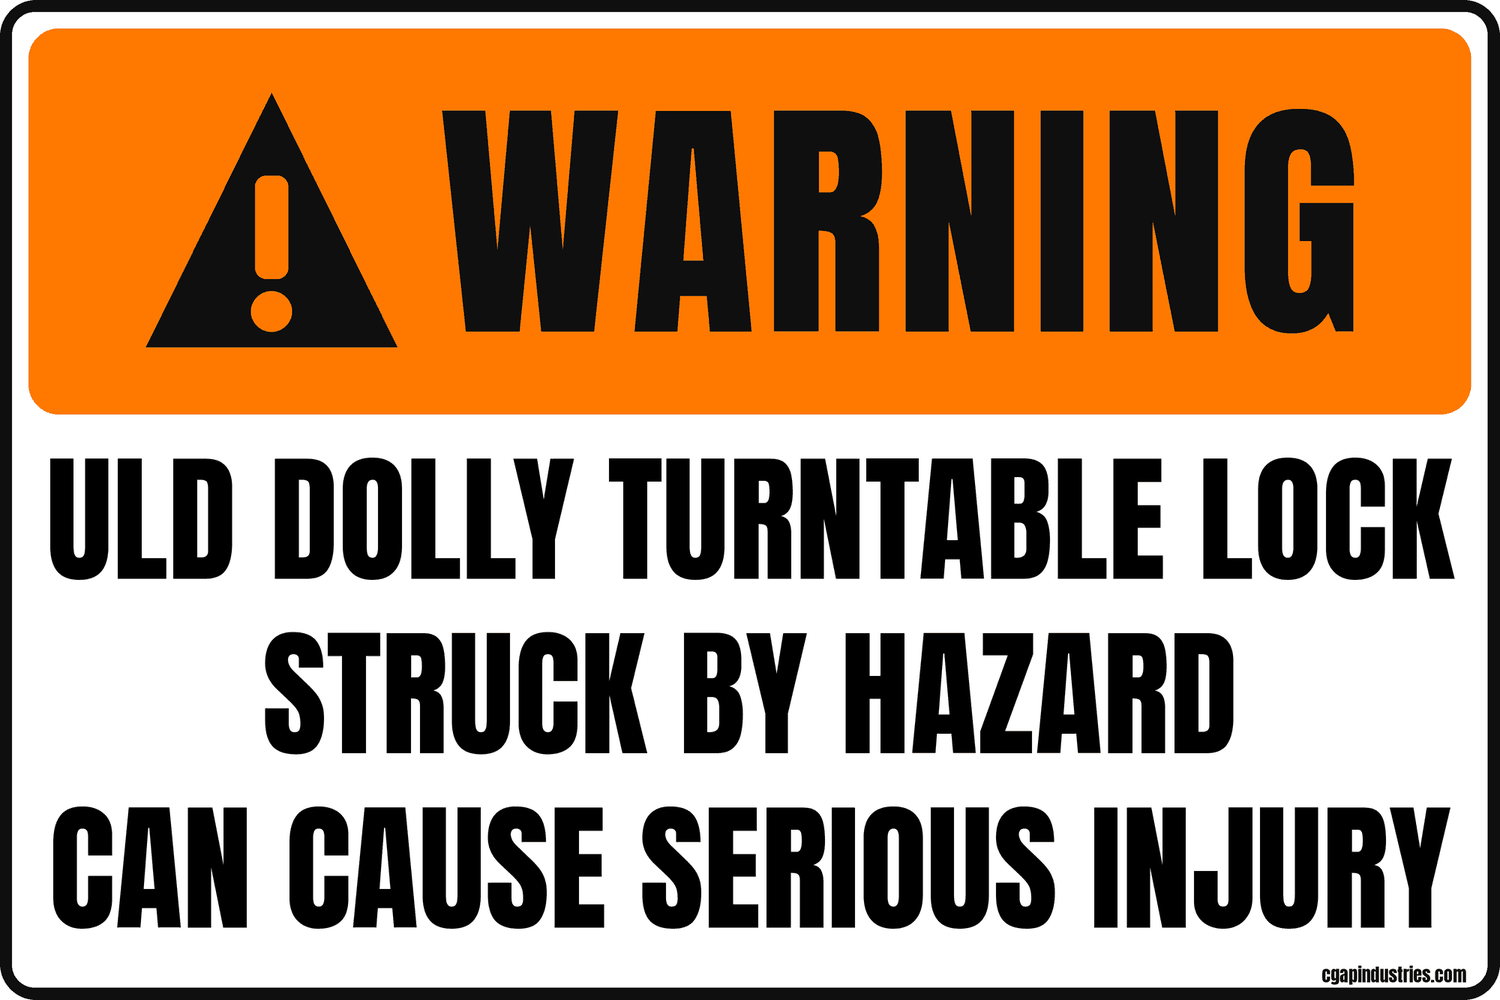 WARNING
ULD DOLLY TURNTABLE LOCK
STRUCK BY HAZARD
CAN CAUSE SERIOUS INJURY
cgapindustries.com